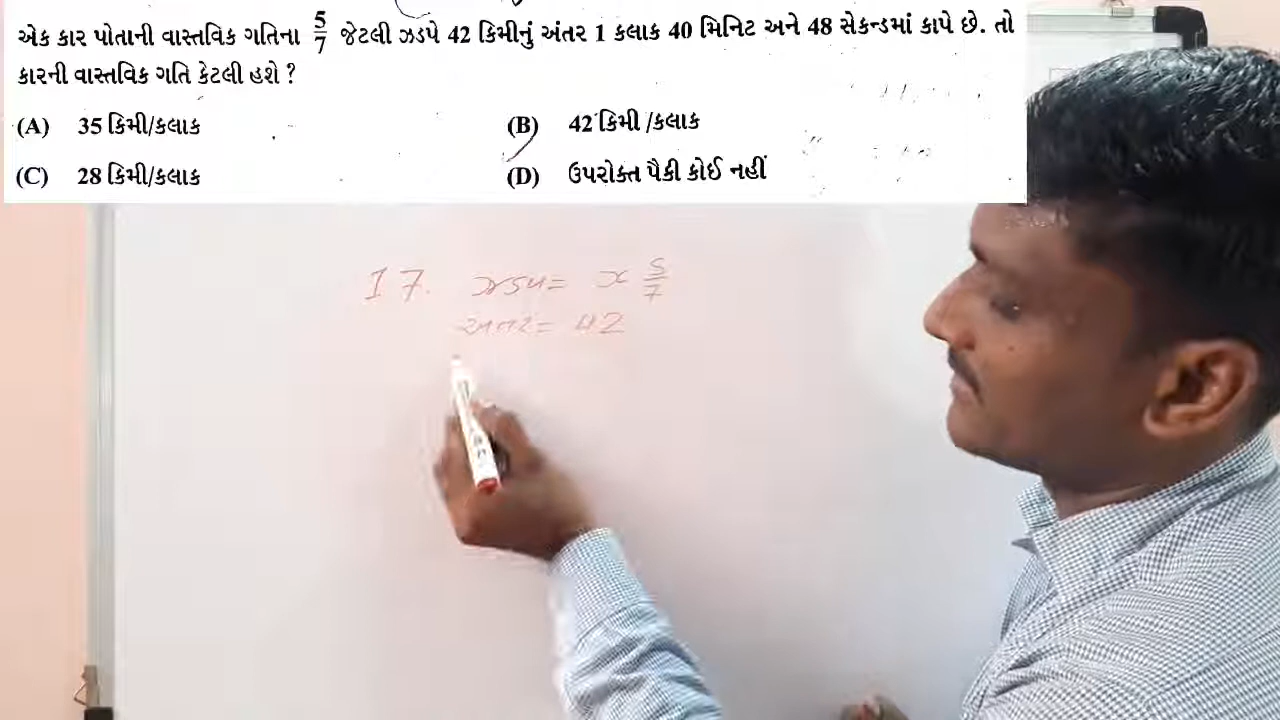 એક કાર પોતાની વાસ્તવિક ગતિના 5/7 જેટલી ઝડપે 42 કિમીનું અંતર 1 કલાક 40 મિનિટ અને 48 સેકન્ડમાં કાપે છે. તો
કારની વાસ્તવિક ગતિ કેટલી હશે ?
(A) 35 કિમી/કલાક (B) 42 કિમી /કલાક
(C) 28 કિમી/કલાક (D) ઉપરોક્ત પૈકી કોઈ નહીં
17. ઝડપ = x 5/7
અંતર = 42